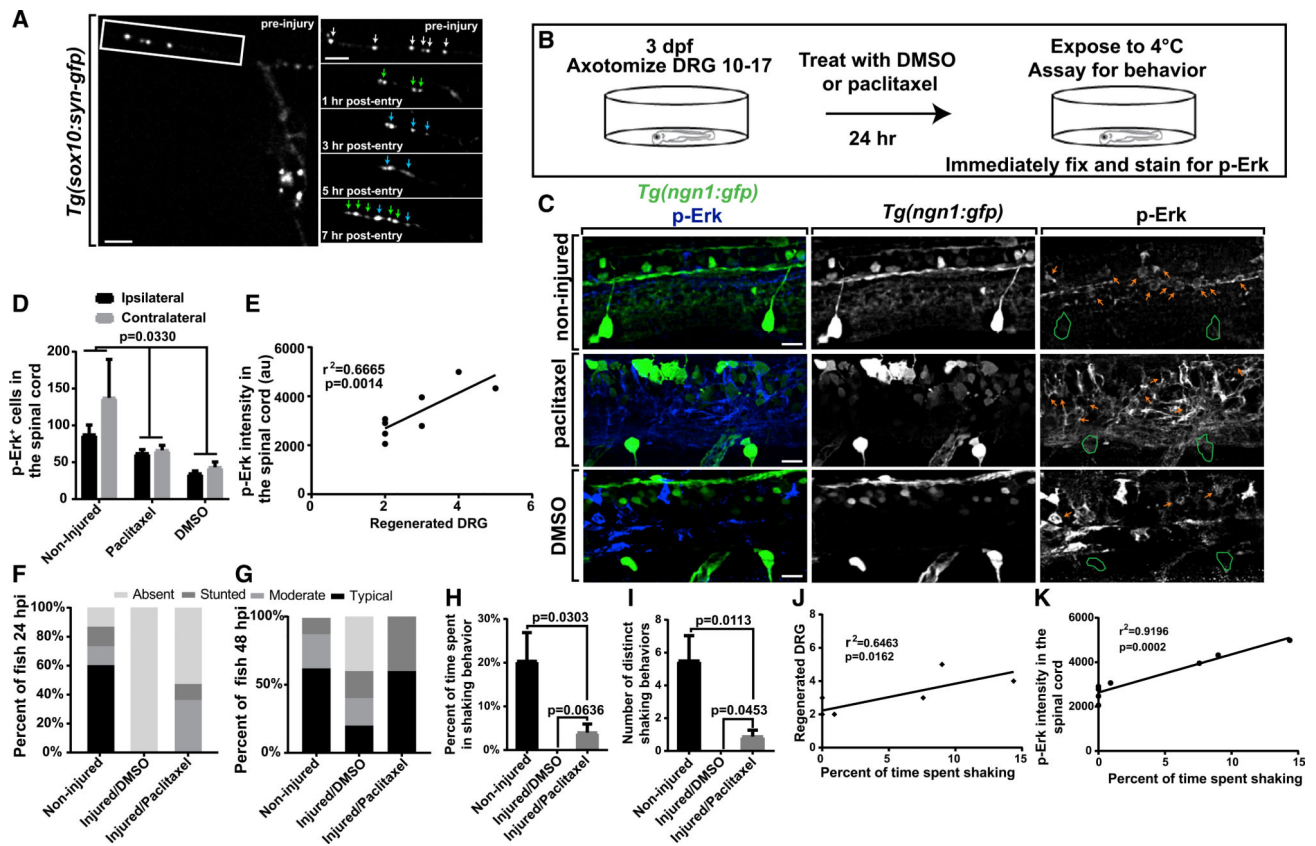 A
Tg(sox10:syn-gfp)
pre-injury
pre-injury
1 hr post-entry
3 hr post-entry
5 hr post-entry
7 hr post-entry
B
3 dpf
Axotomize DRG 10-17
Treat with DMSO
or paclitaxel
24 hr
Expose to 4°C
Assay for behavior
Immediately fix and stain for p-Erk
C
Tg(ngn1:gfp)
p-Erk
Tg(ngn1:gfp)
p-Erk
non-injured
paclitaxel
DMSO
D
Ipsilateral
Contralateral
p=0.0330
p-Erk+ cells in
the spinal cord
200
150
100
50
0
Non-Injured
Paclitaxel
DMSO
E
r²=0.6665
p=0.0014
p-Erk intensity in
the spinal cord (au)
6000
4000
2000
0
0
2
4
6
Regenerated DRG
F
G
Absent
Stunted
Moderate
Typical
Percent of fish 24 hpi
100%
80%
60%
40%
20%
0%
Non-injured
Injured/DMSO
Injured/Paclitaxel
Percent of fish 48 hpi
100%
50%
0%
Non-injured
Injured/DMSO
Injured/Paclitaxel
H
Percent of time spent
in shaking behavior
30%
20%
10%
0%
p=0.0303
p=0.0636
Non-injured
Injured/DMSO
Injured/Paclitaxel
I
Number of distinct
shaking behaviors
8
6
4
2
0
p=0.0113
p=0.0453
Non-injured
Injured/DMSO
Injured/Paclitaxel
J
r²=0.6463
p=0.0162
Regenerated DRG
8
6
4
2
0
0
5
10
15
Percent of time spent shaking
K
r²=0.9196
p=0.0002
p-Erk intensity in the
spinal cord
6000
4000
2000
0
0
5
10
15
Percent of time spent shaking